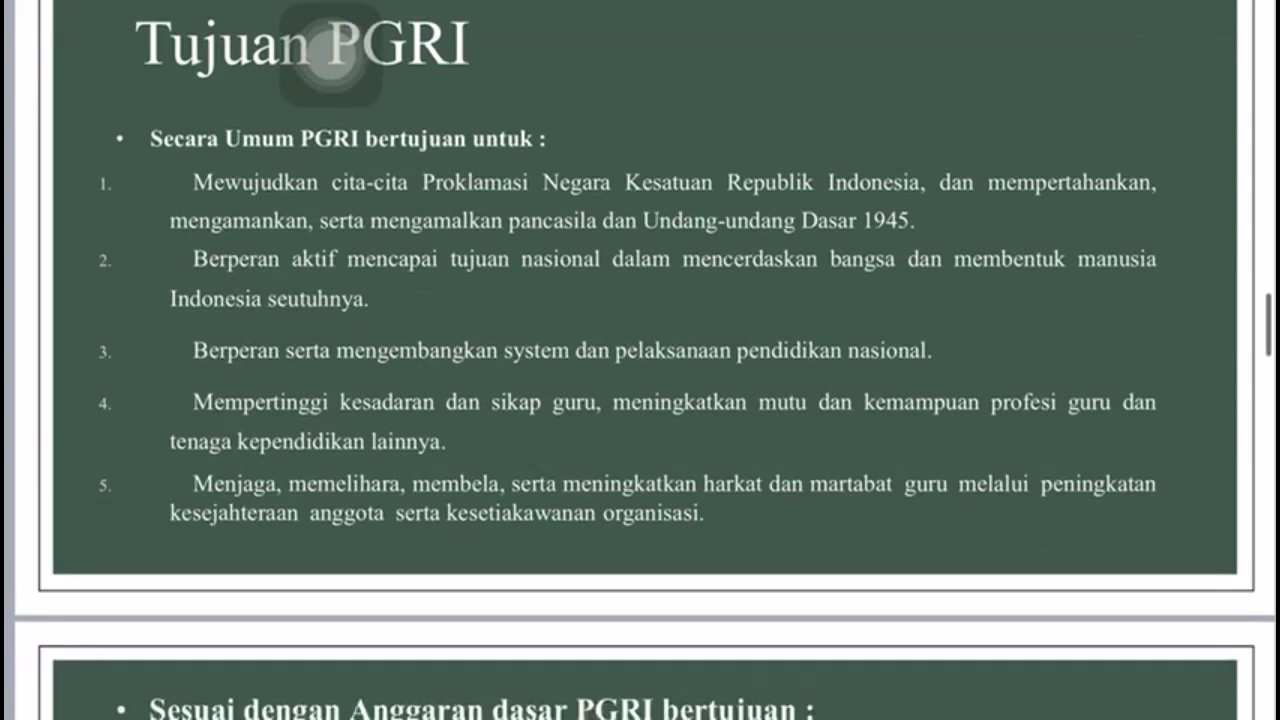 Tujuan PGRI
• Secara Umum PGRI bertujuan untuk :
1. Mewujudkan cita-cita Proklamasi Negara Kesatuan Republik Indonesia, dan mempertahankan,
mengamankan, serta mengamalkan pancasila dan Undang-undang Dasar 1945.
2. Berperan aktif mencapai tujuan nasional dalam mencerdaskan bangsa dan membentuk manusia
Indonesia seutuhnya.
3. Berperan serta mengembangkan system dan pelaksanaan pendidikan nasional.
4. Mempertinggi kesadaran dan sikap guru, meningkatkan mutu dan kemampuan profesi guru dan
tenaga kependidikan lainnya.
5. Menjaga, memelihara, membela, serta meningkatkan harkat dan martabat guru melalui peningkatan
kesejahteraan anggota serta kesetiakawanan organisasi.
• Sesuai dengan Anggaran dasar PGRI bertujuan :